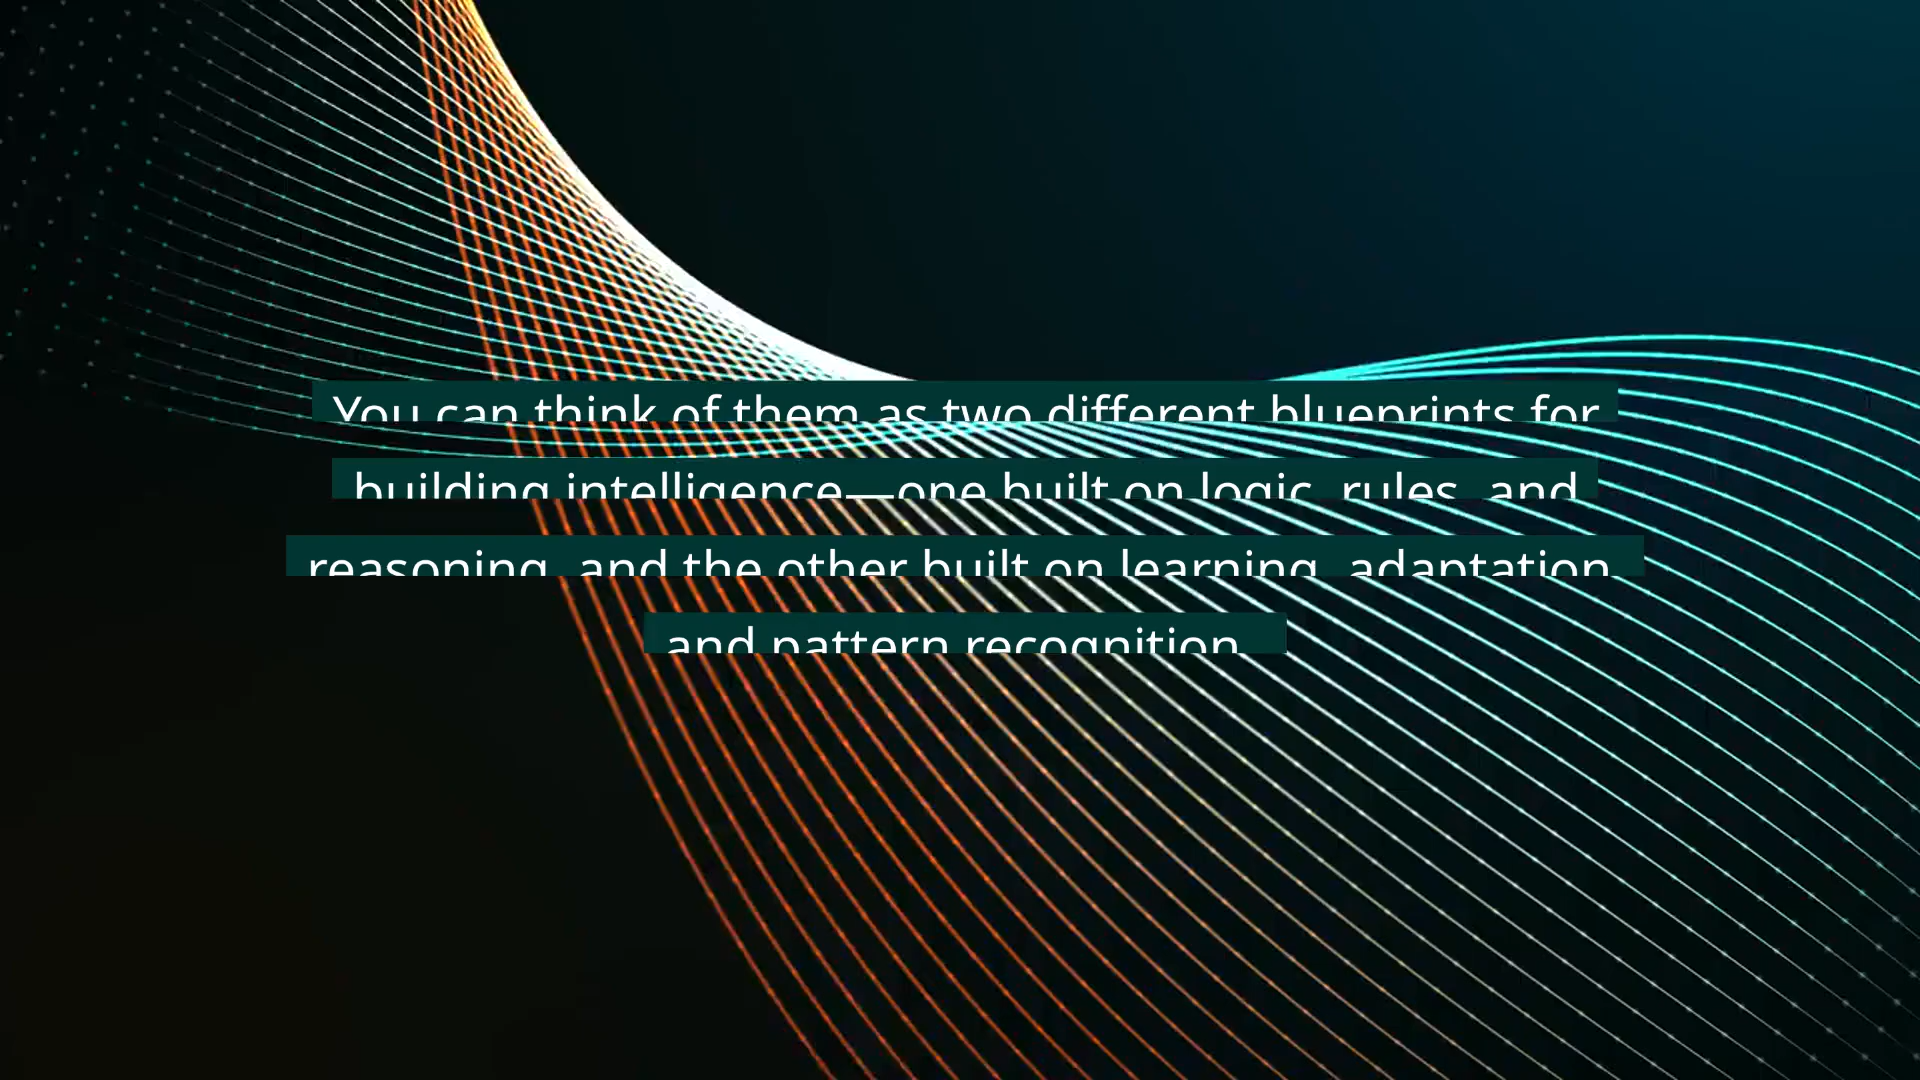 You can think of them as two different blueprints for
building intelligence—one built on logic, rules, and
reasoning, and the other built on learning, adaptation,
and pattern recognition.